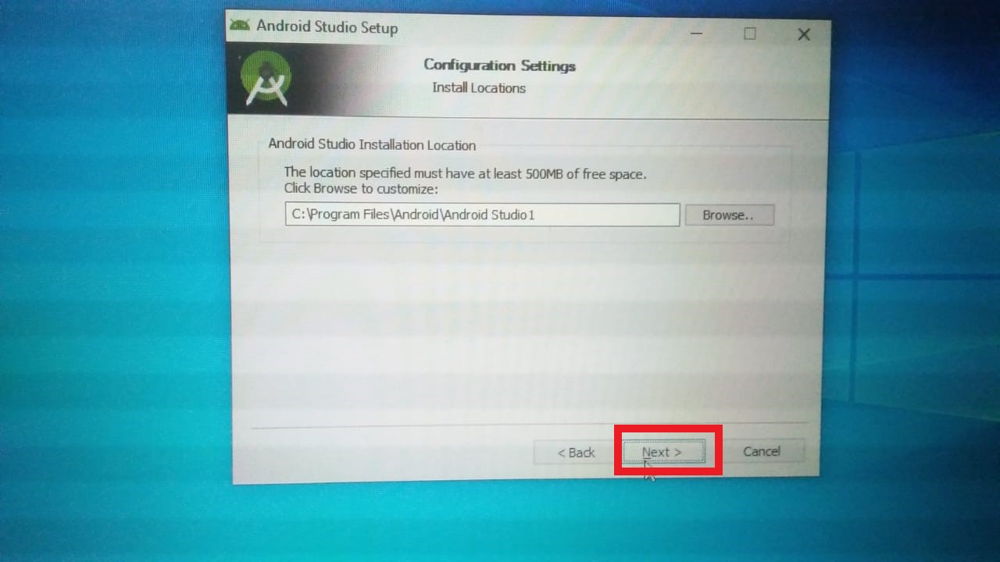 Android Studio Setup
Configuration Settings
Install Locations
Android Studio Installation Location
The location specified must have at least 500MB of free space.
Click Browse to customize:
C:\Program Files\Android\Android Studio1
Browse..
< Back
Next >
Cancel